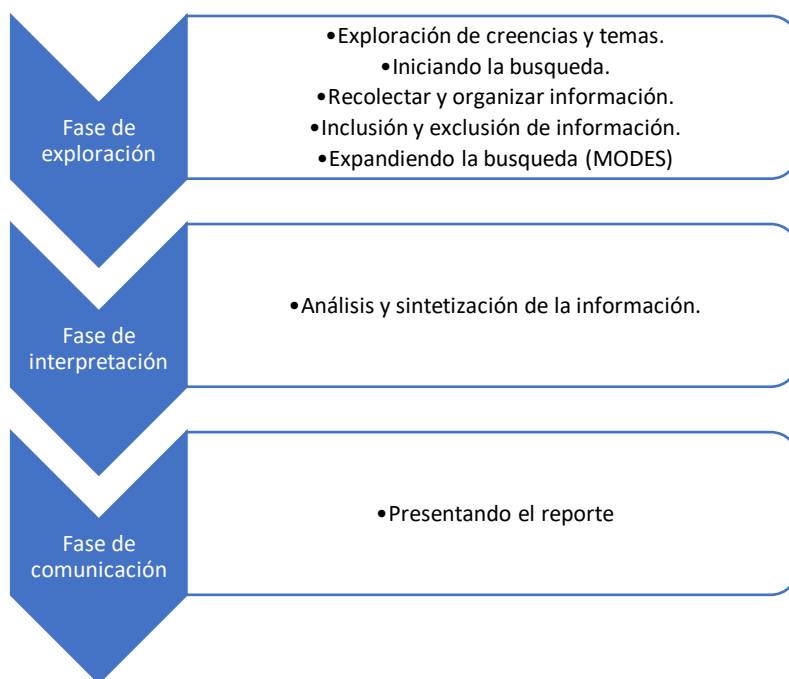 Fase de
exploración
•Exploración de creencias y temas.
•Iniciando la busqueda.
•Recolectar y organizar información.
•Inclusión y exclusión de información.
•Expandiendo la busqueda (MODES)
Fase de
interpretación
•Análisis y sintetización de la información.
Fase de
comunicación
•Presentando el reporte